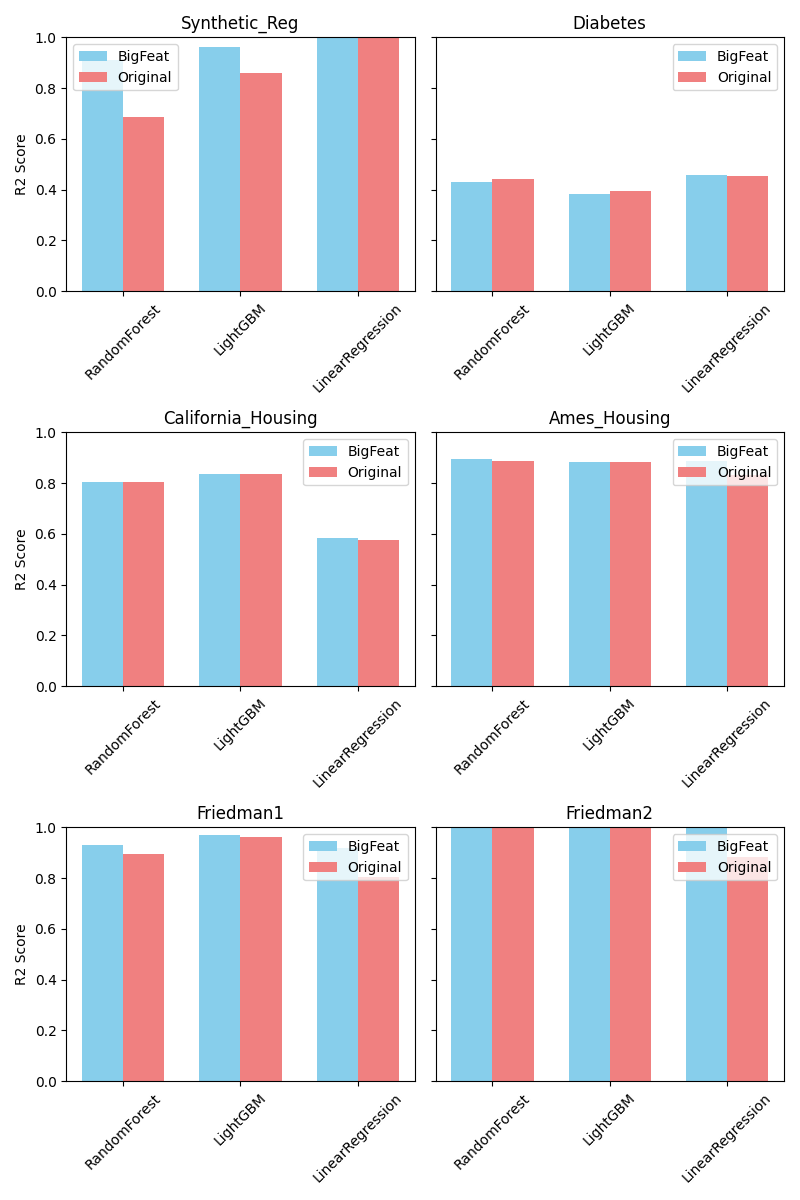 Synthetic_Reg
R2 Score
1.0
0.8
0.6
0.4
0.2
0.0
BigFeat
Original
RandomForest
LightGBM
LinearRegression
Diabetes
BigFeat
Original
RandomForest
LightGBM
LinearRegression
California_Housing
R2 Score
1.0
0.8
0.6
0.4
0.2
0.0
BigFeat
Original
RandomForest
LightGBM
LinearRegression
Ames_Housing
BigFeat
Original
RandomForest
LightGBM
LinearRegression
Friedman1
R2 Score
1.0
0.8
0.6
0.4
0.2
0.0
BigFeat
Original
RandomForest
LightGBM
LinearRegression
Friedman2
BigFeat
Original
RandomForest
LightGBM
LinearRegression